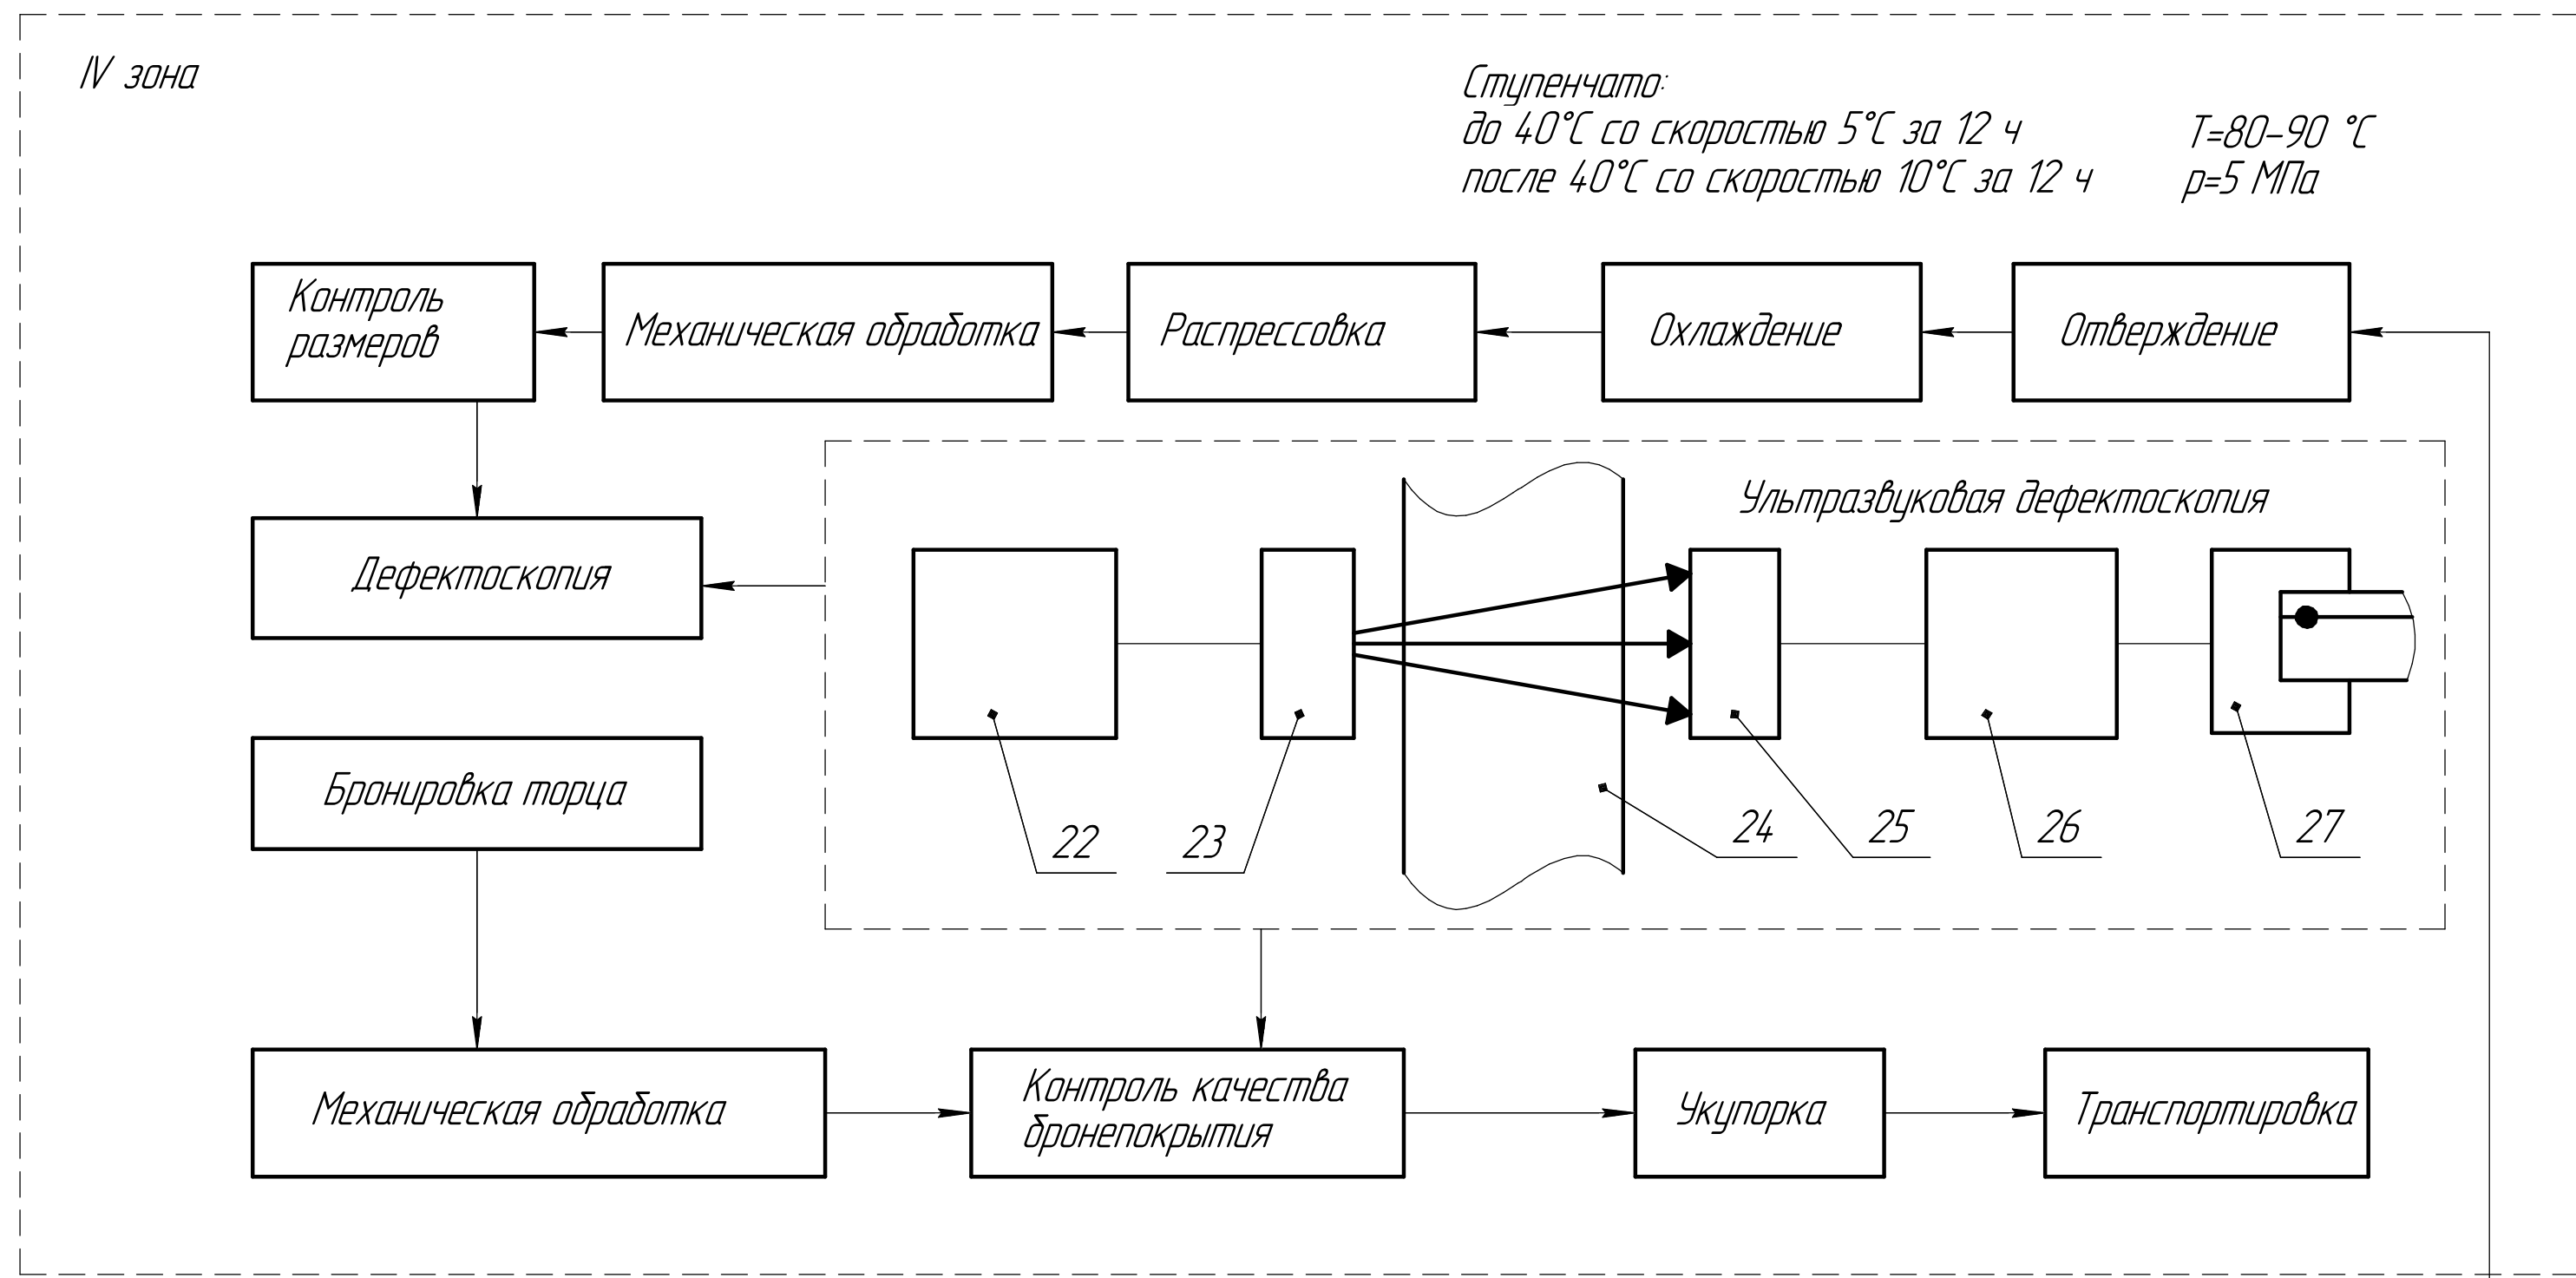 IV зона
Ступенчато:
до 40°С со скоростью 5°С за 12 ч
после 40°С со скоростью 10°С за 12 ч
Т=80-90 °С
р=5 МПа
Контроль
размеров
Механическая обработка
Распрессовка
Охлаждение
Отверждение
Ультразвуковая дефектоскопия
Дефектоскопия
Бронировка торца
22
23
24
25
26
27
Механическая обработка
Контроль качества
бронепокрытия
Укупорка
Транспортировка